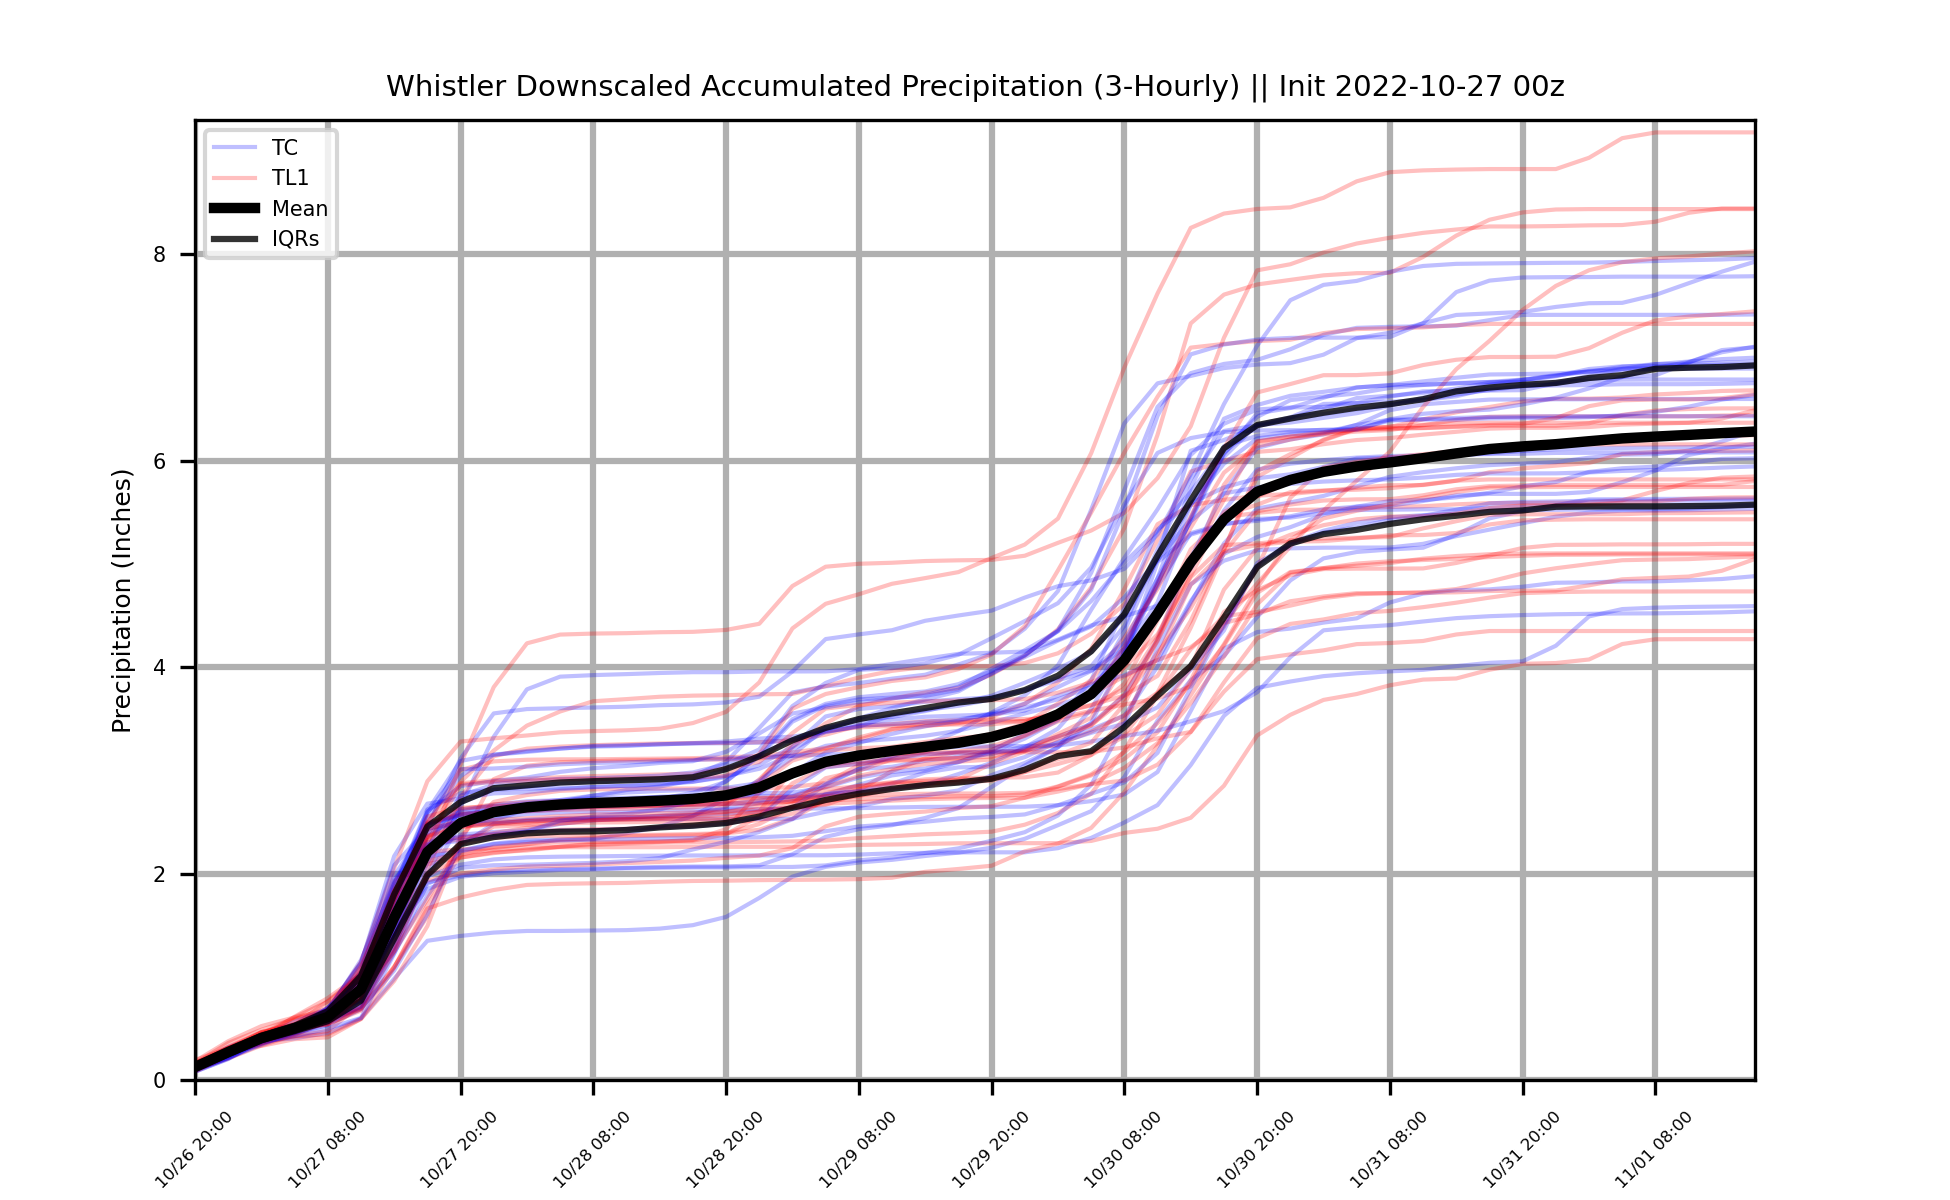 Whistler Downscaled Accumulated Precipitation (3-Hourly) || Init 2022-10-27 00z
TC
TL1
Mean
IQRs
Precipitation (Inches)
8
6
4
2
0
10/26 20:00
10/27 08:00
10/27 20:00
10/28 08:00
10/28 20:00
10/29 08:00
10/29 20:00
10/30 08:00
10/30 20:00
10/31 08:00
10/31 20:00
11/01 08:00